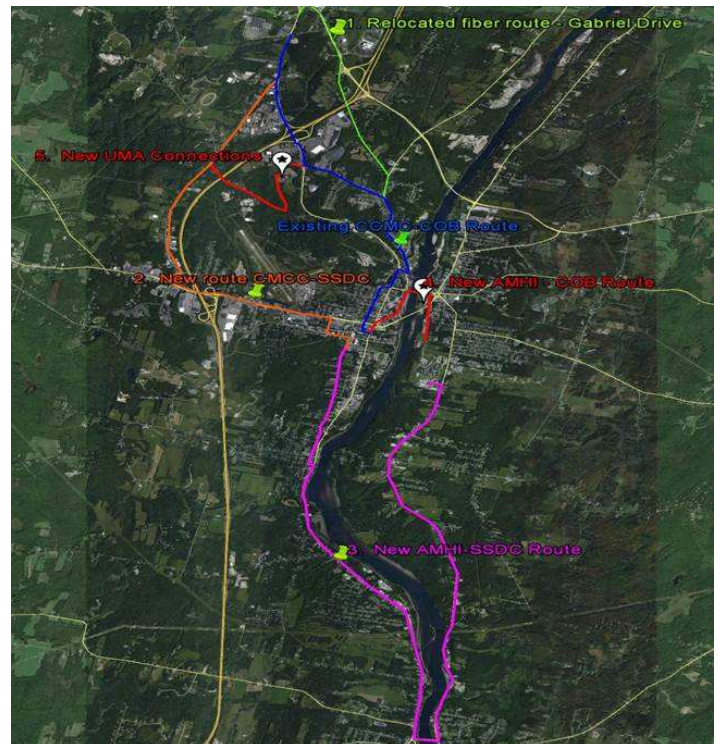 1. Relocated fiber route - Gabriel Drive
5. New UMA Connections
Existing CCMC-COB Route
2. New route CMCC-SSDC
4. New AMHI - COB Route
3. New AMHI-SSDC Route